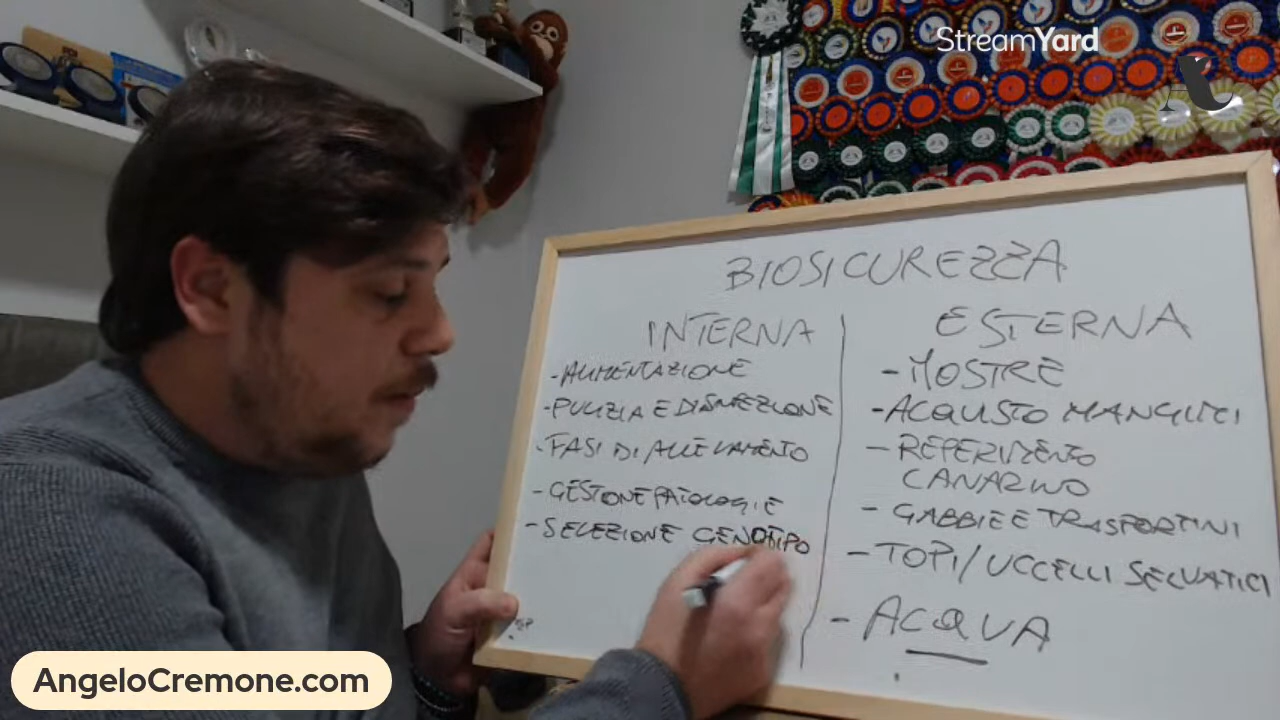 StreamYard
BIOSICUREZZA
INTERNA
- ALIMENTAZIONE
- PULIZIA E DISINFEZIONE
- FASI DI ALLEVAMENTO
- GESTIONE PATOLOGIE
- SELEZIONE GENOTIPO
ESTERNA
- MOSTRE
- ACQUISTO MANGIMI
- REPERIMENTO
CANARINO
- GABBIE E TRASPORTINI
- TOPI/UCCELLI SELVATICI
- ACQUA
AngeloCremone.com